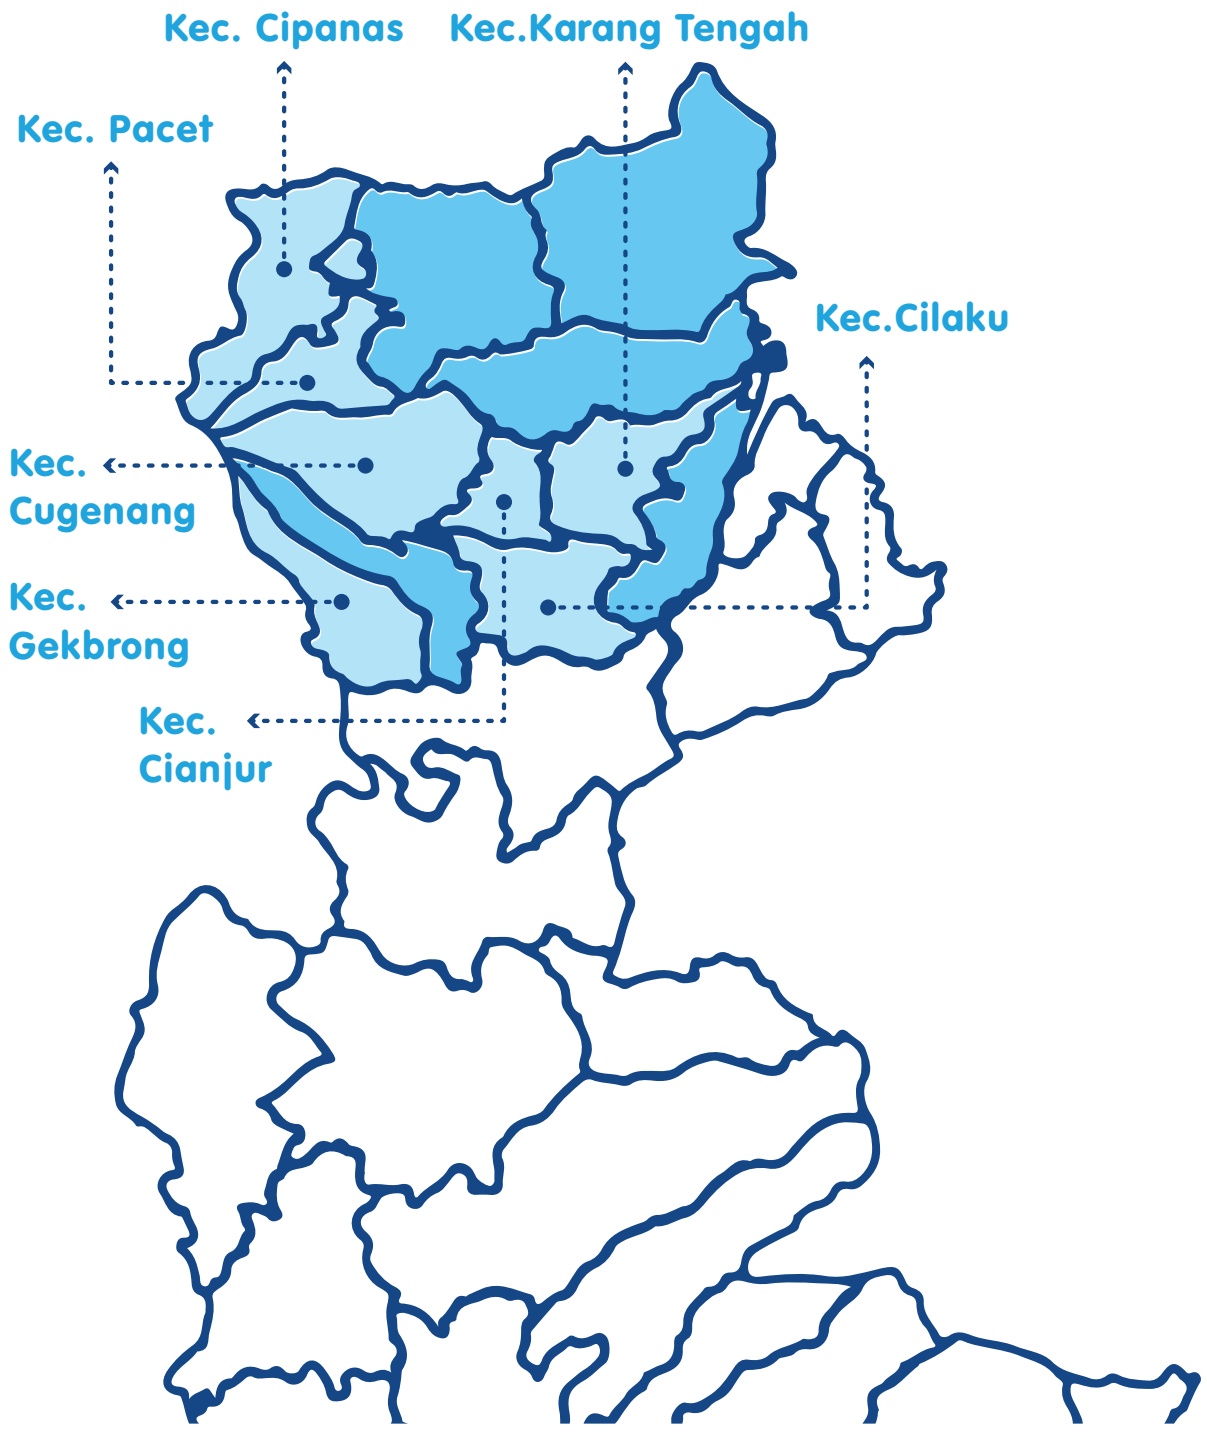 Kec. Cipanas
Kec.Karang Tengah
Kec. Pacet
Kec.Cilaku
Kec.
Cugenang
Kec.
Gekbrong
Kec.
Cianjur